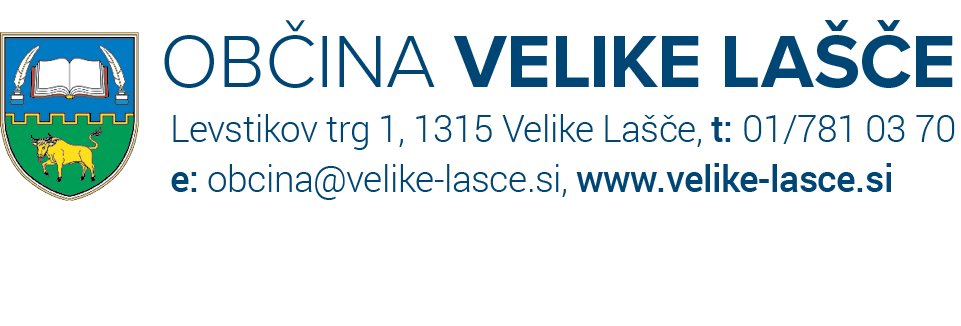 OBČINA VELIKE LAŠČE
Levstikov trg 1, 1315 Velike Lašče, t: 01/781 03 70
e: obcina@velike-lasce.si, www.velike-lasce.si